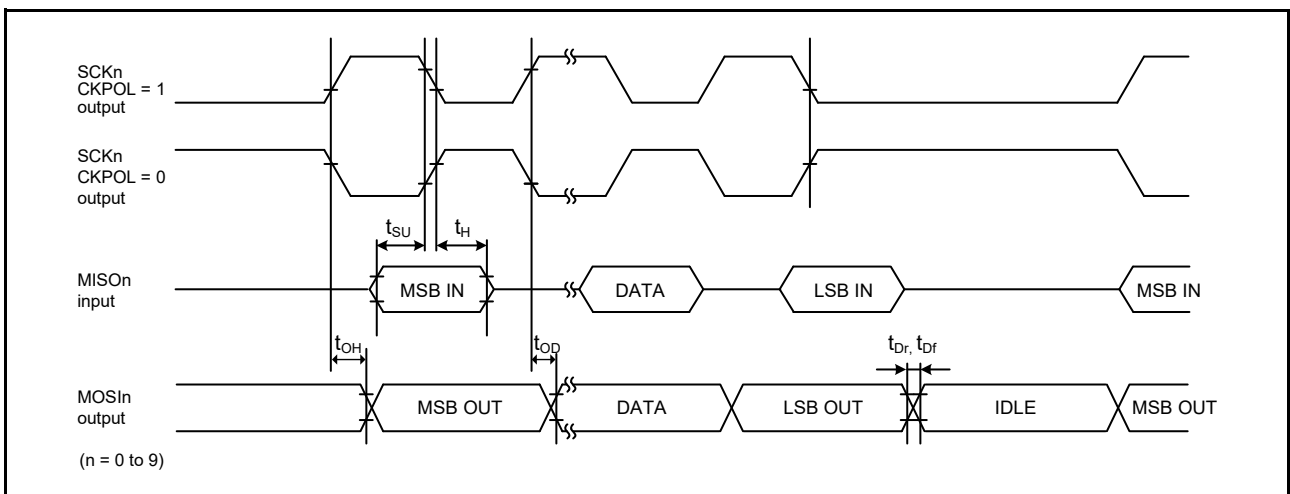 SCKn
CKPOL = 1
output
SCKn
CKPOL = 0
output
tSU
tH
MISOn
input
MSB IN
DATA
LSB IN
MSB IN
tOH
tOD
tDr, tDf
MOSIn
output
MSB OUT
DATA
LSB OUT
IDLE
MSB OUT
(n = 0 to 9)